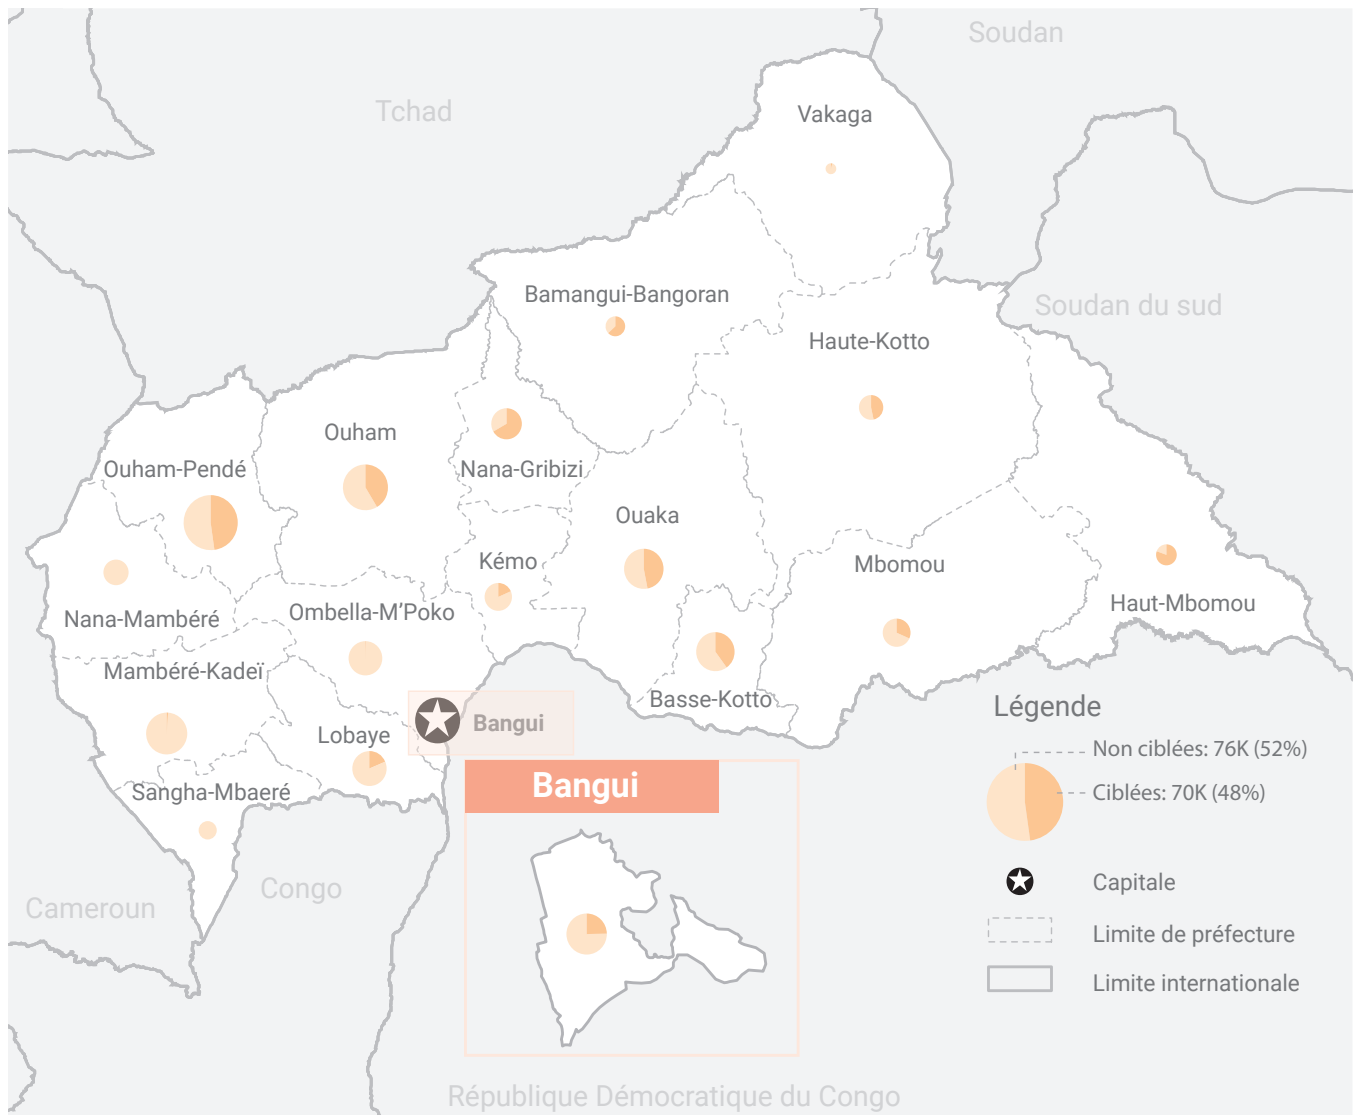 Soudan
Tchad
Vakaga
Bamangui-Bangoran
Soudan du sud
Haute-Kotto
Ouham
Ouham-Pendé
Nana-Gribizi
Ouaka
Kémo
Mbomou
Haut-Mbomou
Nana-Mambéré
Ombella-M'Poko
Mambéré-Kadeï
Basse-Kotto
Bangui
Lobaye
Sangha-Mbaeré
Bangui
Légende
Non ciblées: 76K (52%)
Ciblées: 70K (48%)
Capitale
Limite de préfecture
Limite internationale
Congo
Cameroun
République Démocratique du Congo